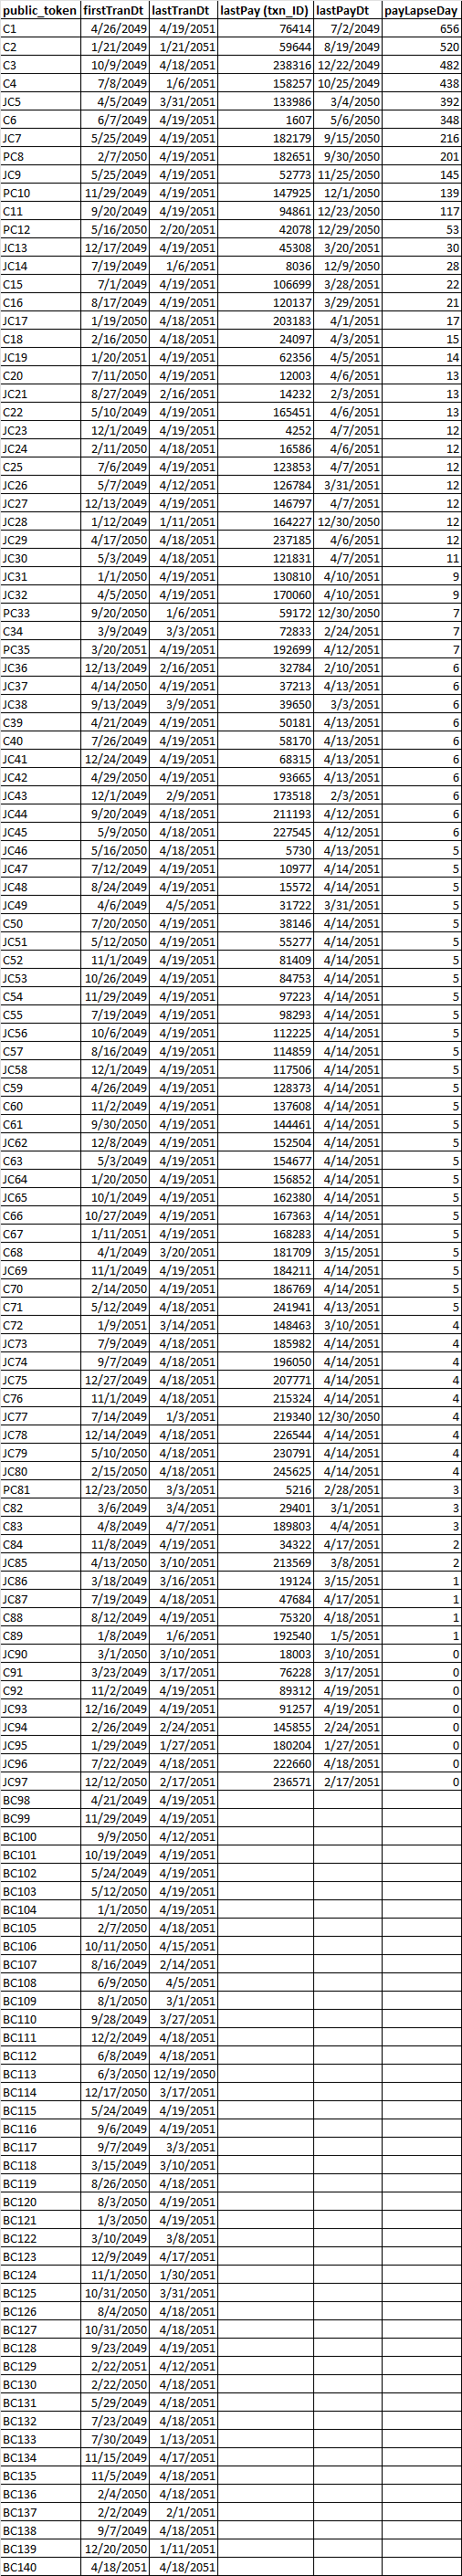 public_token firstTranDt lastTranDt lastPay (txn_ID) lastPayDt payLapseDay
C1 4/26/2049 4/19/2051 76414 7/2/2049 656
C2 1/21/2049 1/21/2051 59644 8/19/2049 520
C3 10/9/2049 4/18/2051 238316 12/22/2049 482
C4 7/8/2049 1/6/2051 158257 10/25/2049 438
JC5 4/5/2049 3/31/2051 133986 3/4/2050 392
C6 6/7/2049 4/19/2051 1607 5/6/2050 348
JC7 5/25/2049 4/19/2051 182179 9/15/2050 216
PC8 2/7/2050 4/19/2051 182651 9/30/2050 201
JC9 5/25/2049 4/19/2051 52773 11/25/2050 145
PC10 11/29/2049 4/19/2051 147925 12/1/2050 139
C11 9/20/2049 4/19/2051 94861 12/23/2050 117
PC12 5/16/2050 2/20/2051 42078 12/29/2050 53
JC13 12/17/2049 4/19/2051 45308 3/20/2051 30
JC14 7/19/2049 1/6/2051 8036 12/9/2050 28
C15 7/1/2049 4/19/2051 106699 3/28/2051 22
C16 8/17/2049 4/19/2051 120137 3/29/2051 21
JC17 1/19/2050 4/18/2051 203183 4/1/2051 17
C18 2/16/2050 4/18/2051 24097 4/3/2051 15
JC19 1/20/2051 4/19/2051 62356 4/5/2051 14
C20 7/11/2050 4/19/2051 12003 4/6/2051 13
JC21 8/27/2049 2/16/2051 14232 2/3/2051 13
C22 5/10/2049 4/19/2051 165451 4/6/2051 13
JC23 12/1/2049 4/19/2051 4252 4/7/2051 12
JC24 2/11/2050 4/18/2051 16586 4/6/2051 12
C25 7/6/2049 4/19/2051 123853 4/7/2051 12
JC26 5/7/2049 4/12/2051 126784 3/31/2051 12
JC27 12/13/2049 4/19/2051 146797 4/7/2051 12
JC28 1/12/2049 1/11/2051 164227 12/30/2050 12
JC29 4/17/2050 4/18/2051 237185 4/6/2051 12
JC30 5/3/2049 4/18/2051 121831 4/7/2051 11
JC31 1/1/2050 4/19/2051 130810 4/10/2051 9
JC32 4/5/2050 4/19/2051 170060 4/10/2051 9
PC33 9/20/2050 1/6/2051 59172 12/30/2050 7
C34 3/9/2049 3/3/2051 72833 2/24/2051 7
PC35 3/20/2051 4/19/2051 192699 4/12/2051 7
JC36 12/13/2049 2/16/2051 32784 2/10/2051 6
JC37 4/14/2050 4/19/2051 37213 4/13/2051 6
JC38 9/13/2049 3/9/2051 39650 3/3/2051 6
C39 4/21/2049 4/19/2051 50181 4/13/2051 6
C40 7/26/2049 4/19/2051 58170 4/13/2051 6
JC41 12/24/2049 4/19/2051 68315 4/13/2051 6
JC42 4/29/2050 4/19/2051 93665 4/13/2051 6
JC43 12/1/2049 2/9/2051 173518 2/3/2051 6
JC44 9/20/2049 4/18/2051 211193 4/12/2051 6
JC45 5/9/2050 4/18/2051 227545 4/12/2051 6
JC46 5/16/2050 4/18/2051 5730 4/13/2051 5
JC47 7/12/2049 4/19/2051 10977 4/14/2051 5
JC48 8/24/2049 4/19/2051 15572 4/14/2051 5
JC49 4/6/2049 4/5/2051 31722 3/31/2051 5
C50 7/20/2050 4/19/2051 38146 4/14/2051 5
JC51 5/12/2050 4/19/2051 55277 4/14/2051 5
C52 11/1/2049 4/19/2051 81409 4/14/2051 5
JC53 10/26/2049 4/19/2051 84753 4/14/2051 5
C54 11/29/2049 4/19/2051 97223 4/14/2051 5
C55 7/19/2049 4/19/2051 98293 4/14/2051 5
JC56 10/6/2049 4/19/2051 112225 4/14/2051 5
C57 8/16/2049 4/19/2051 114859 4/14/2051 5
JC58 12/1/2049 4/19/2051 117506 4/14/2051 5
C59 4/26/2049 4/19/2051 128373 4/14/2051 5
C60 11/2/2049 4/19/2051 137608 4/14/2051 5
C61 9/30/2050 4/19/2051 144461 4/14/2051 5
JC62 12/8/2049 4/19/2051 152504 4/14/2051 5
C63 5/3/2049 4/19/2051 154677 4/14/2051 5
JC64 1/20/2050 4/19/2051 156852 4/14/2051 5
JC65 10/1/2049 4/19/2051 162380 4/14/2051 5
C66 10/27/2049 4/19/2051 167363 4/14/2051 5
C67 1/11/2051 4/19/2051 168283 4/14/2051 5
C68 4/1/2049 3/20/2051 181709 3/15/2051 5
JC69 11/1/2049 4/19/2051 184211 4/14/2051 5
C70 2/14/2050 4/19/2051 186769 4/14/2051 5
C71 5/12/2049 4/18/2051 241941 4/13/2051 5
C72 1/9/2051 3/14/2051 148463 3/10/2051 4
JC73 7/9/2049 4/18/2051 185982 4/14/2051 4
JC74 9/7/2049 4/18/2051 196050 4/14/2051 4
JC75 12/27/2049 4/18/2051 207771 4/14/2051 4
C76 11/1/2049 4/18/2051 215324 4/14/2051 4
JC77 7/14/2049 1/3/2051 219340 12/30/2050 4
JC78 12/14/2049 4/18/2051 226544 4/14/2051 4
JC79 5/10/2050 4/18/2051 230791 4/14/2051 4
JC80 2/15/2050 4/18/2051 245625 4/14/2051 4
PC81 12/23/2050 3/3/2051 5216 2/28/2051 3
C82 3/6/2049 3/4/2051 29401 3/1/2051 3
C83 4/8/2049 4/7/2051 189803 4/4/2051 3
C84 11/8/2049 4/19/2051 34322 4/17/2051 2
JC85 4/13/2050 3/10/2051 213569 3/8/2051 2
JC86 3/18/2049 3/16/2051 19124 3/15/2051 1
JC87 7/19/2049 4/18/2051 47684 4/17/2051 1
C88 8/12/2049 4/19/2051 75320 4/18/2051 1
C89 1/8/2049 1/6/2051 192540 1/5/2051 1
JC90 3/1/2050 3/10/2051 18003 3/10/2051 0
C91 3/23/2049 3/17/2051 76228 3/17/2051 0
C92 11/2/2049 4/19/2051 89312 4/19/2051 0
JC93 12/16/2049 4/19/2051 91257 4/19/2051 0
JC94 2/26/2049 2/24/2051 145855 2/24/2051 0
JC95 1/29/2049 1/27/2051 180204 1/27/2051 0
JC96 7/22/2049 4/18/2051 222660 4/18/2051 0
JC97 12/12/2050 2/17/2051 236571 2/17/2051 0
BC98 4/21/2049 4/19/2051
BC99 11/29/2049 4/19/2051
BC100 9/9/2050 4/12/2051
BC101 10/19/2049 4/19/2051
BC102 5/24/2049 4/19/2051
BC103 5/12/2050 4/19/2051
BC104 1/1/2050 4/19/2051
BC105 2/7/2050 4/18/2051
BC106 10/11/2050 4/15/2051
BC107 8/16/2049 2/14/2051
BC108 6/9/2050 4/5/2051
BC109 8/1/2050 3/1/2051
BC110 9/28/2049 3/27/2051
BC111 12/2/2049 4/18/2051
BC112 6/8/2049 4/18/2051
BC113 6/3/2050 12/19/2050
BC114 12/17/2050 3/17/2051
BC115 5/24/2049 4/19/2051
BC116 9/6/2049 4/19/2051
BC117 9/7/2049 3/3/2051
BC118 3/15/2049 3/10/2051
BC119 8/26/2050 4/18/2051
BC120 8/3/2050 4/19/2051
BC121 1/3/2050 4/19/2051
BC122 3/10/2049 3/8/2051
BC123 12/9/2049 4/17/2051
BC124 11/1/2050 1/30/2051
BC125 10/31/2050 3/31/2051
BC126 8/4/2050 4/18/2051
BC127 10/31/2050 4/18/2051
BC128 9/23/2049 4/19/2051
BC129 2/22/2051 4/12/2051
BC130 2/22/2050 4/18/2051
BC131 5/29/2049 4/18/2051
BC132 7/23/2049 4/18/2051
BC133 7/30/2049 1/13/2051
BC134 11/15/2049 4/17/2051
BC135 11/5/2049 4/18/2051
BC136 2/4/2050 4/18/2051
BC137 2/2/2049 2/1/2051
BC138 9/7/2049 4/18/2051
BC139 12/20/2050 1/11/2051
BC140 4/18/2051 4/18/2051